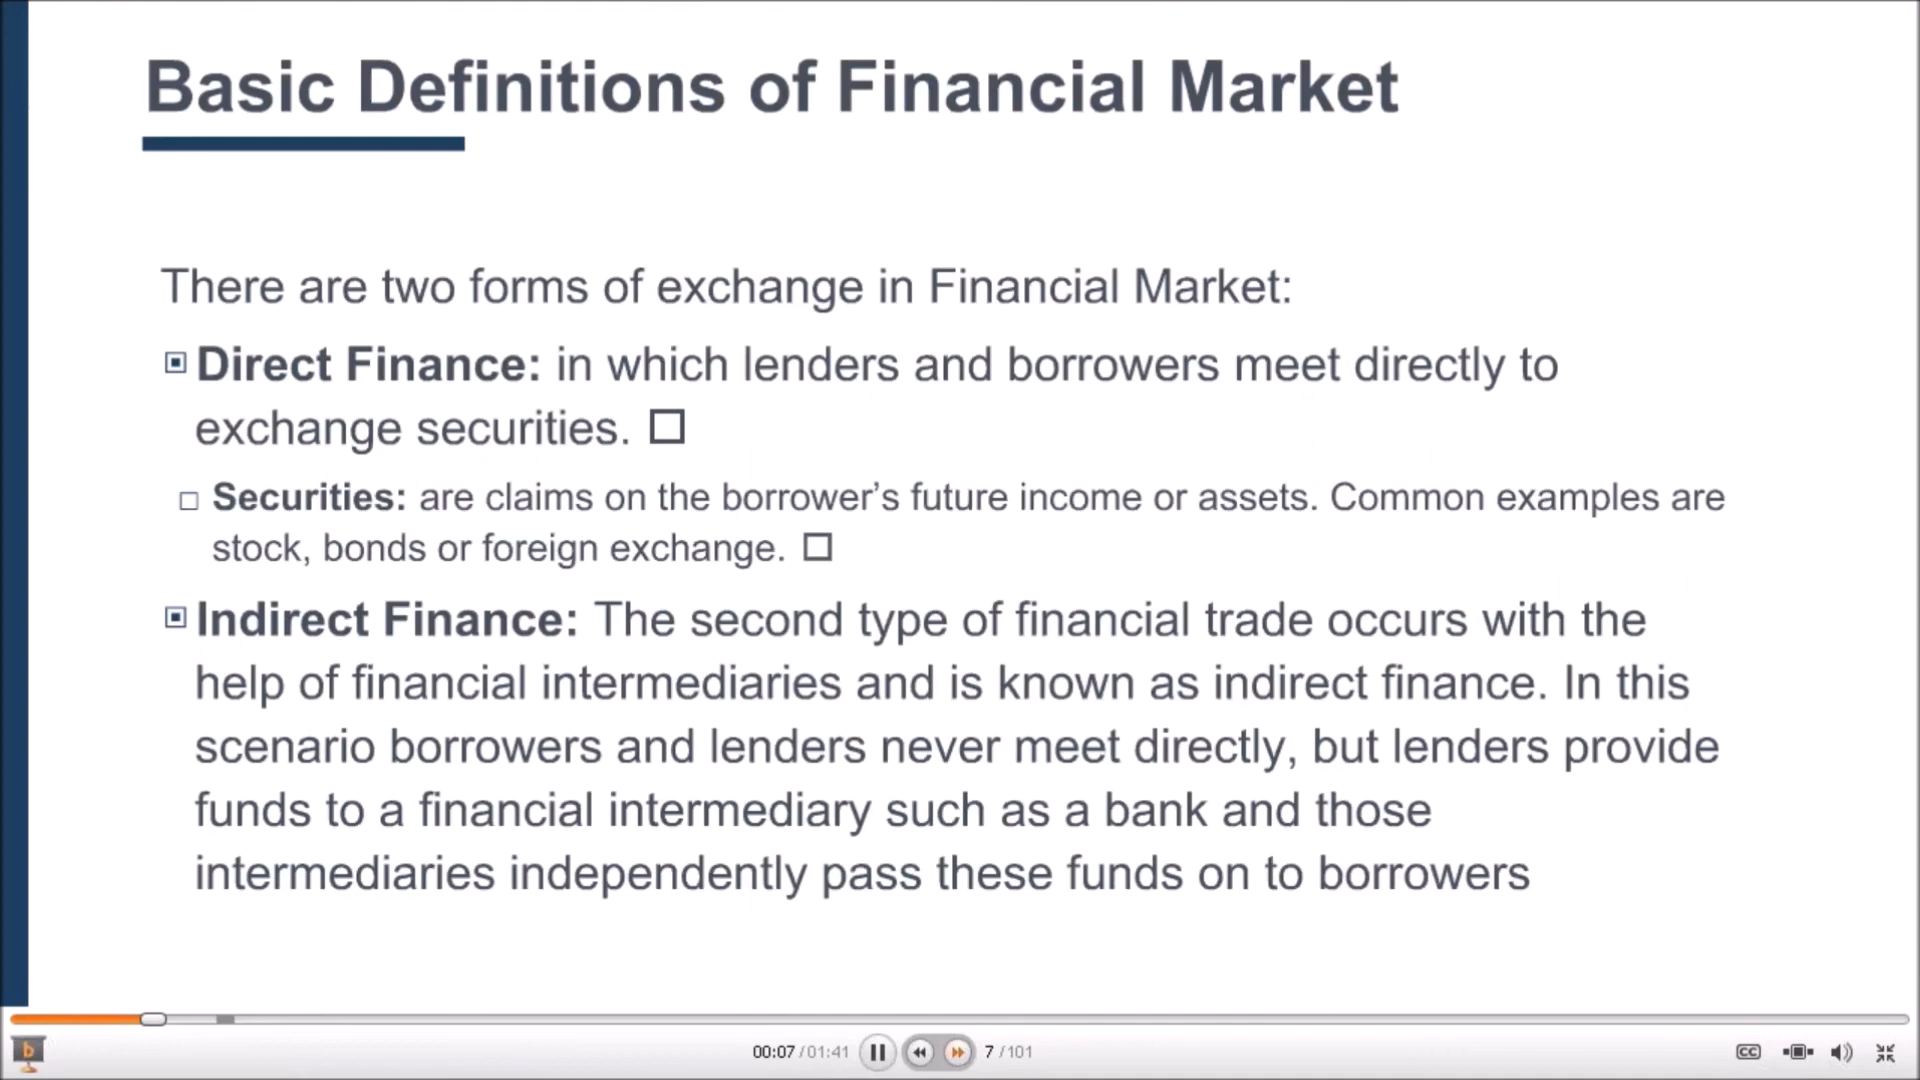 Basic Definitions of Financial Market
There are two forms of exchange in Financial Market:
Direct Finance: in which lenders and borrowers meet directly to
exchange securities. □
Securities: are claims on the borrower’s future income or assets. Common examples are
stock, bonds or foreign exchange. □
Indirect Finance: The second type of financial trade occurs with the
help of financial intermediaries and is known as indirect finance. In this
scenario borrowers and lenders never meet directly, but lenders provide
funds to a financial intermediary such as a bank and those
intermediaries independently pass these funds on to borrowers
b 00:07 / 01:41 7 / 101 CC